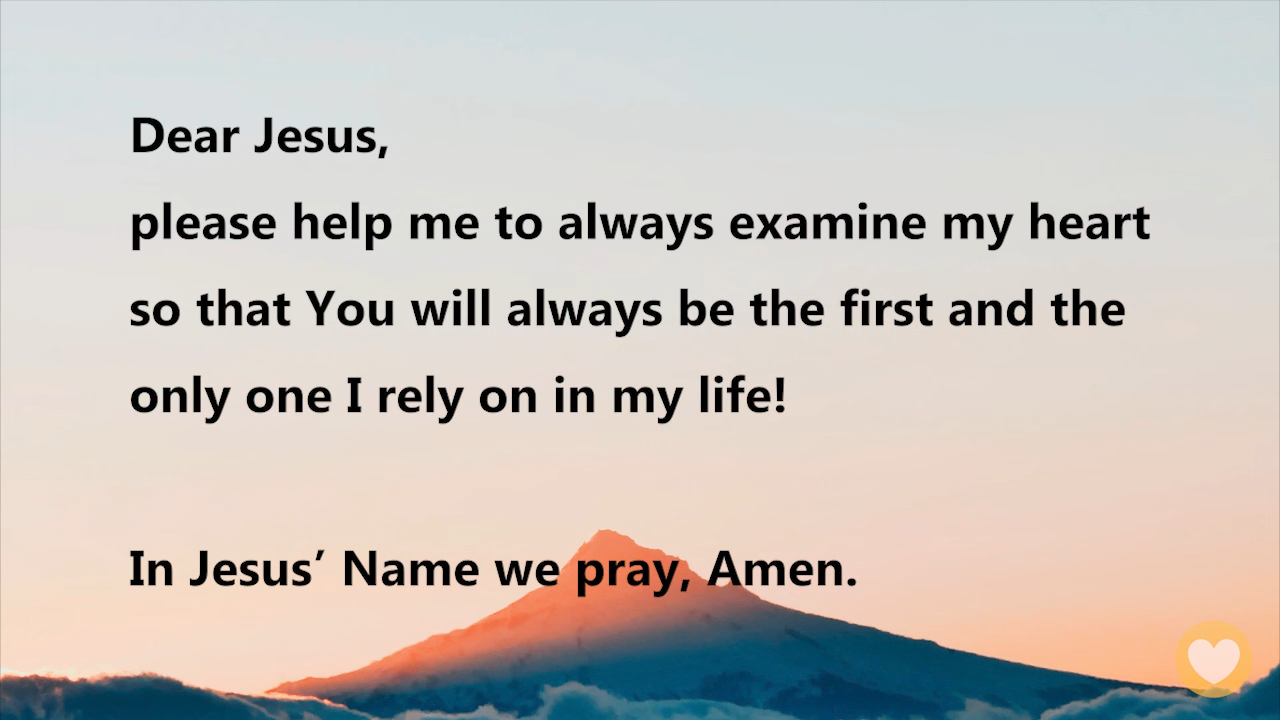 Dear Jesus,
please help me to always examine my heart
so that You will always be the first and the
only one I rely on in my life!
In Jesus’ Name we pray, Amen.